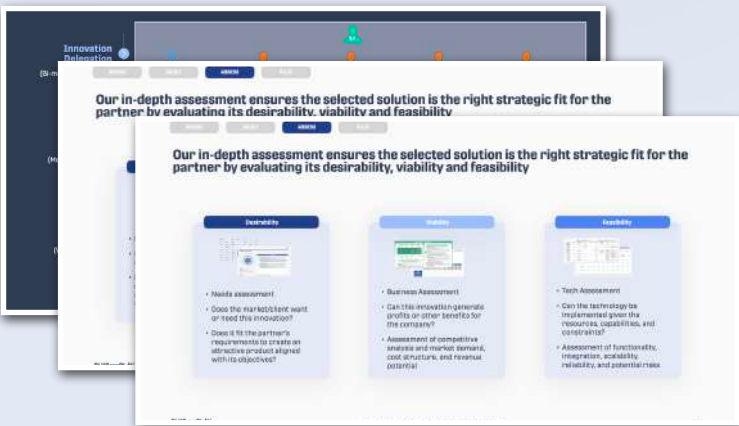 Innovation
Delegation
(Bi-m
ASSESS
Our in-depth assessment ensures the selected solution is the right strategic fit for the
partner by evaluating its desirability, viability and feasibility
ASSESS
Our in-depth assessment ensures the selected solution is the right strategic fit for the
partner by evaluating its desirability, viability and feasibility
Desirability
Viability
Feasibility
• Needs assessment
• Does the market/client want
or need this innovation?
• Does it fit the partner's
requirements to create an
attractive product aligned
with its objectives?
• Business Assessment
• Can this innovation generate
profits or other benefits for
the company?
• Assessment of competitive
analysis and market demand,
cost structure, and revenue
potential
• Tech Assessment
• Can the technology be
implemented given the
resources, capabilities, and
constraints?
• Assessment of functionality,
integration, scalability,
reliability, and potential risks